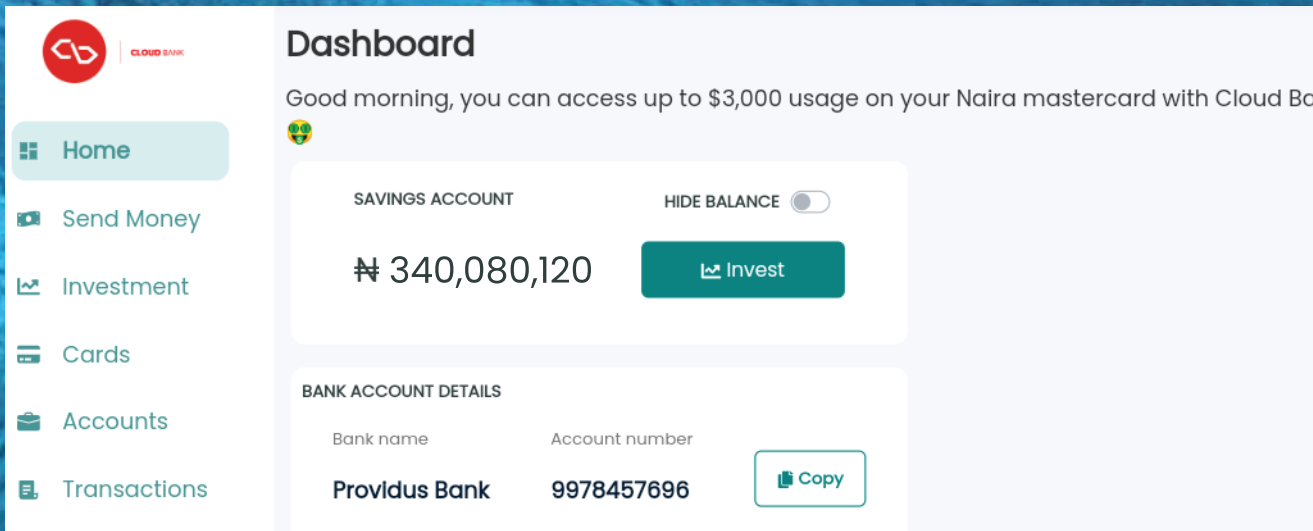 CLOUD BANK
Dashboard
Good morning, you can access up to $3,000 usage on your Naira mastercard with Cloud
Home
Send Money
Investment
Cards
Accounts
Transactions
SAVINGS ACCOUNT
HIDE BALANCE
₦ 340,080,120
Invest
BANK ACCOUNT DETAILS
Bank name
Account number
Providus Bank
9978457696
Copy